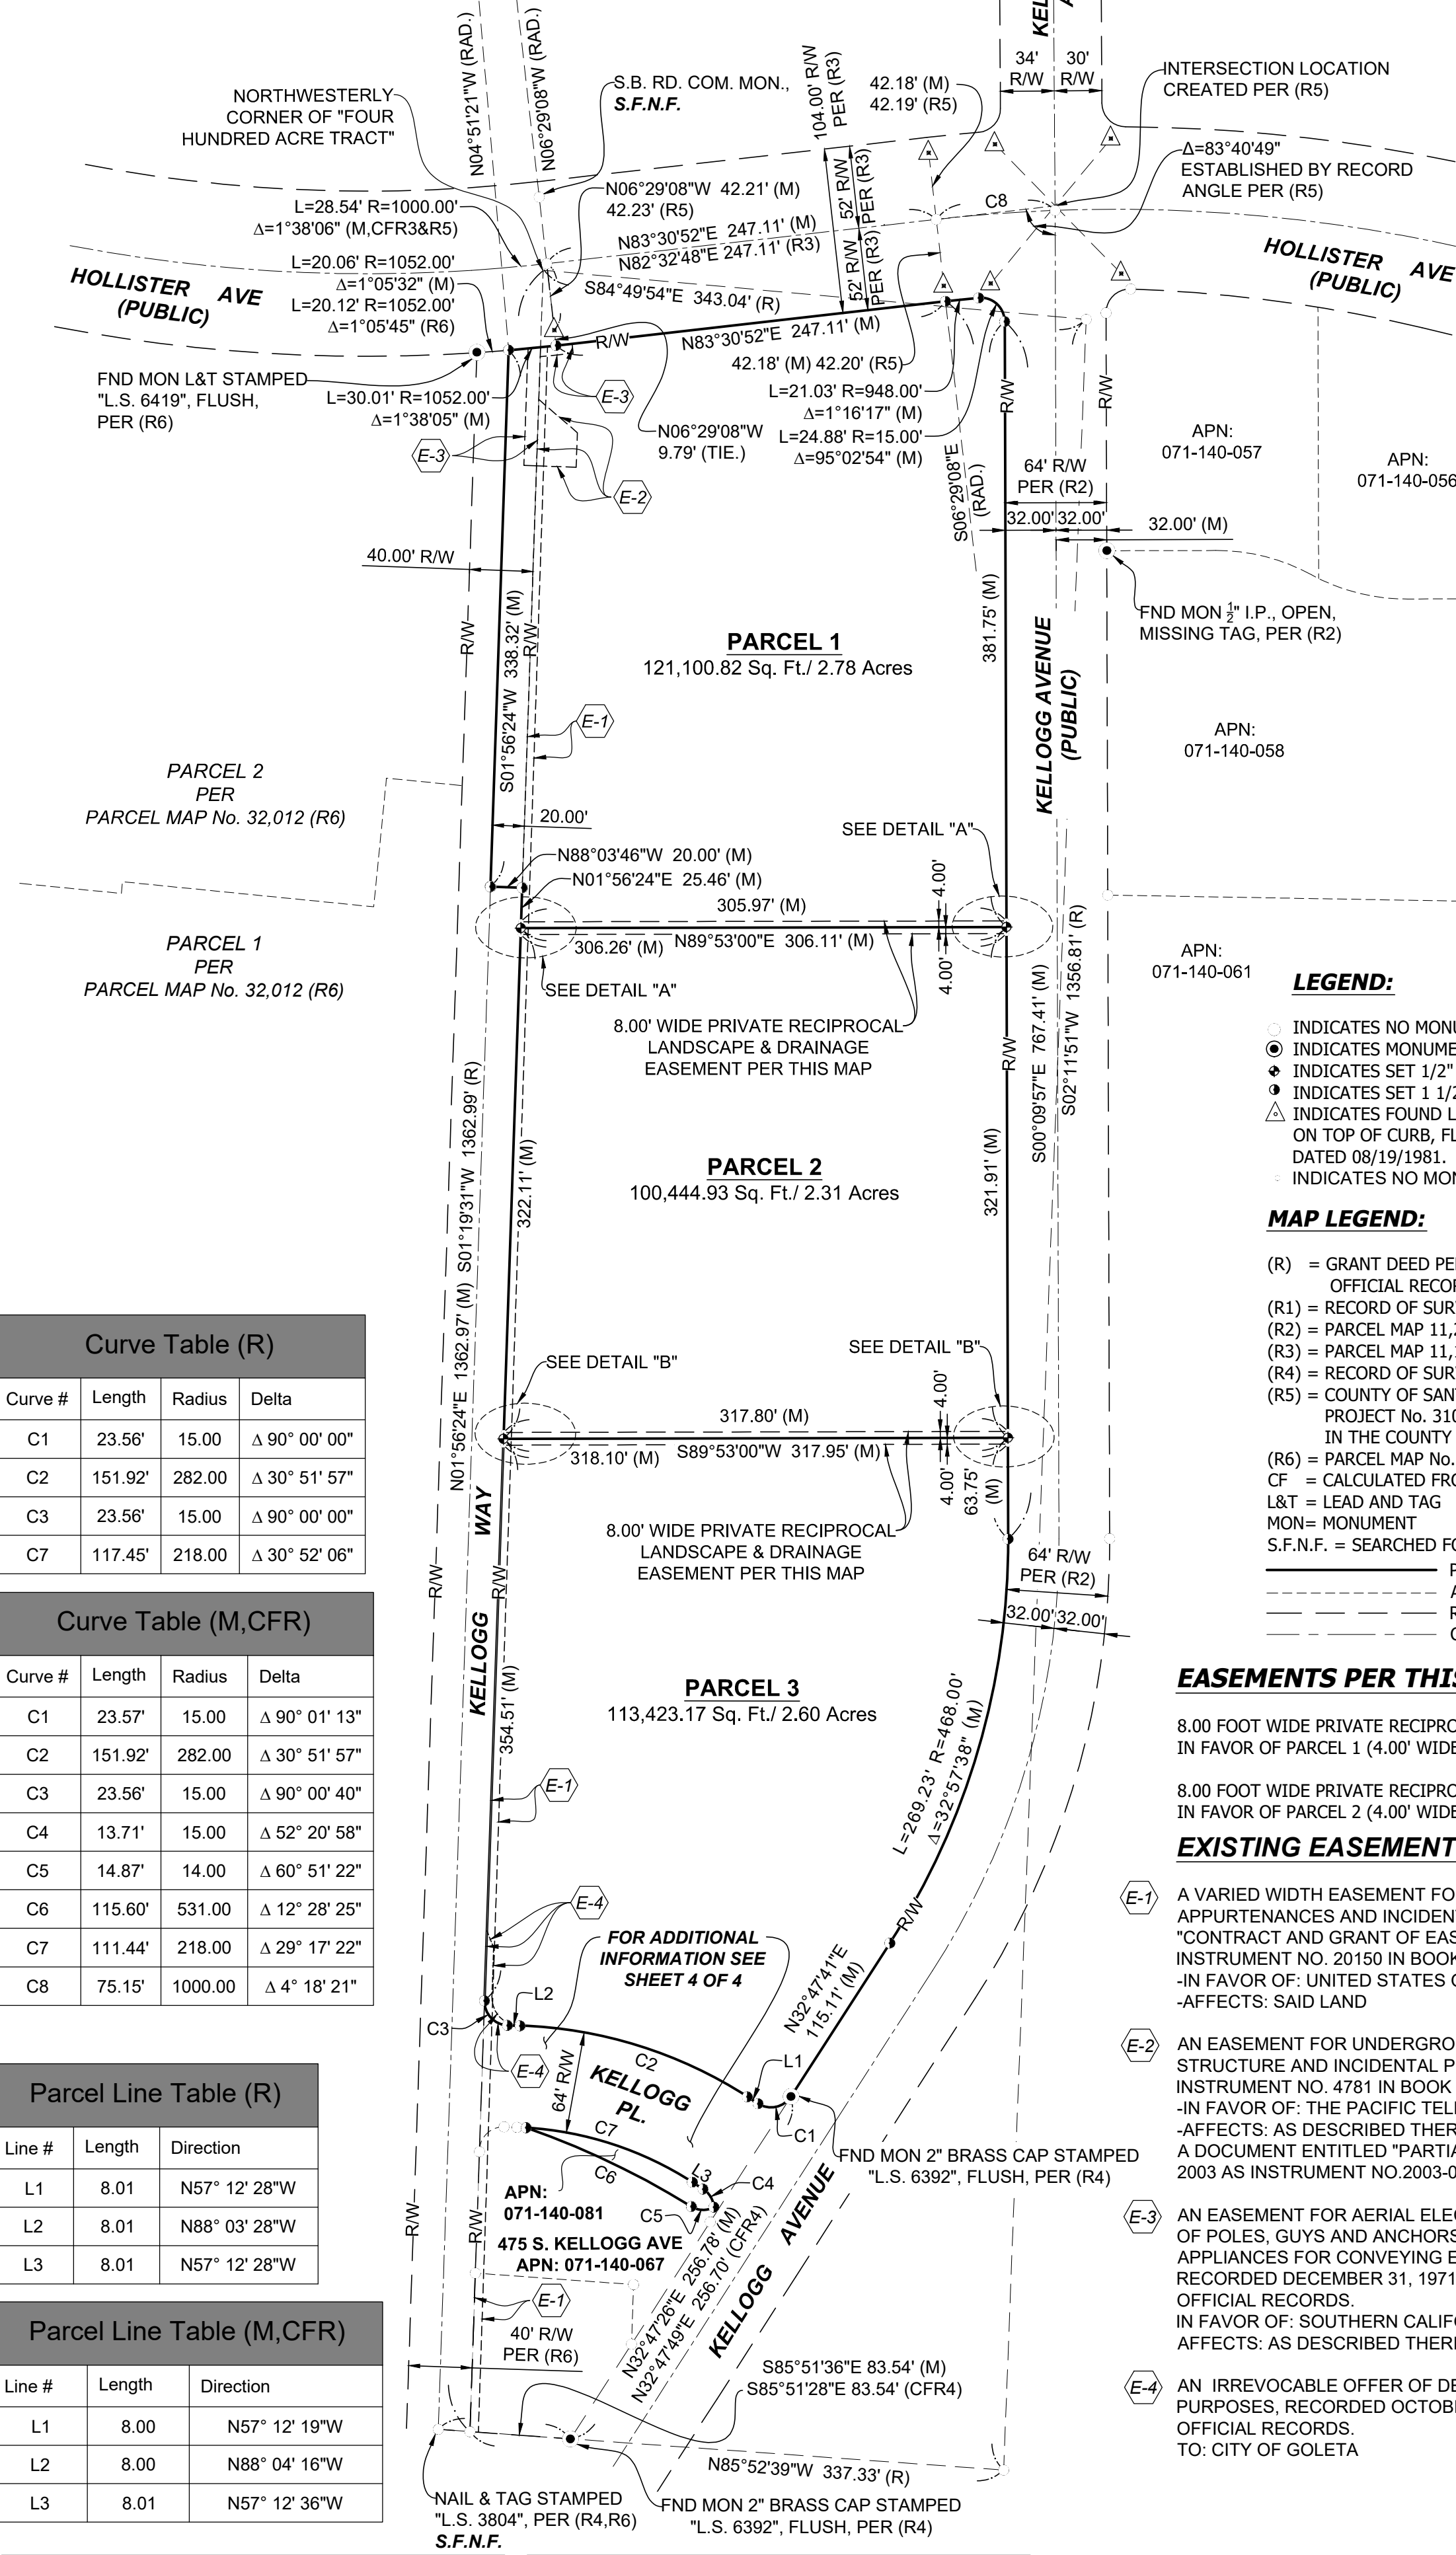 KEL
A
34'
R/W
30'
R/W
INTERSECTION LOCATION
CREATED PER (R5)
N04°51'21"W (RAD.)
N06°29'08"W (RAD.)
S.B. RD. COM. MON.,
S.F.N.F.
NORTHWESTERLY
CORNER OF "FOUR
HUNDRED ACRE TRACT"
104.00' R/W
PER (R3)
42.18' (M)
42.19' (R5)
Δ=83°40'49"
ESTABLISHED BY RECORD
ANGLE PER (R5)
52' R/W
PER (R3)
52' R/W
PER (R3)
N06°29'08"W 42.21' (M)
42.23' (R5)
L=28.54' R=1000.00'
Δ=1°38'06" (M,CFR3&R5)
C8
N83°30'52"E 247.11' (M)
N82°32'48"E 247.11' (R3)
L=20.06' R=1052.00'
Δ=1°05'32" (M)
L=20.12' R=1052.00'
Δ=1°05'45" (R6)
HOLLISTER AVE
(PUBLIC)
HOLLISTER AVE
(PUBLIC)
S84°49'54"E 343.04' (R)
R/W
N83°30'52"E 247.11' (M)
42.18' (M) 42.20' (R5)
FND MON L&T STAMPED
"L.S. 6419", FLUSH,
PER (R6)
L=30.01' R=1052.00'
Δ=1°38'05" (M)
E-3
L=21.03' R=948.00'
Δ=1°16'17" (M)
L=24.88' R=15.00'
Δ=95°02'54" (M)
N06°29'08"W
9.79' (TIE.)
E-3
E-2
R/W
R/W
APN:
071-140-057
APN:
071-140-056
64' R/W
PER (R2)
S06°29'08"E
(RAD.)
32.00'
32.00'
32.00' (M)
40.00' R/W
FND MON 1/2" I.P., OPEN,
MISSING TAG, PER (R2)
R/W
S01°56'24"W 338.32' (M)
R/W
PARCEL 1
121,100.82 Sq. Ft./ 2.78 Acres
381.75' (M)
KELLOGG AVENUE
(PUBLIC)
E-1
APN:
071-140-058
PARCEL 2
PER
PARCEL MAP No. 32,012 (R6)
20.00'
SEE DETAIL "A"
N88°03'46"W 20.00' (M)
N01°56'24"E 25.46' (M)
4.00'
305.97' (M)
306.26' (M)
N89°53'00"E 306.11' (M)
4.00'
PARCEL 1
PER
PARCEL MAP No. 32,012 (R6)
APN:
071-140-061
SEE DETAIL "A"
8.00' WIDE PRIVATE RECIPROCAL
LANDSCAPE & DRAINAGE
EASEMENT PER THIS MAP
R/W
S00°09'57"E 767.41' (M)
S02°11'51"W 1356.81' (R)
LEGEND:
INDICATES NO MONU
INDICATES MONUME
INDICATES SET 1/2"
INDICATES SET 1 1/2
INDICATES FOUND L
ON TOP OF CURB, FL
DATED 08/19/1981.
INDICATES NO MON
N01°56'24"E 1362.97' (M) S01°19'31"W 1362.99' (R)
322.11' (M)
PARCEL 2
100,444.93 Sq. Ft./ 2.31 Acres
321.91' (M)
MAP LEGEND:
(R) = GRANT DEED PE
OFFICIAL RECOR
(R1) = RECORD OF SUR
(R2) = PARCEL MAP 11,
(R3) = PARCEL MAP 11,
(R4) = RECORD OF SUR
(R5) = COUNTY OF SAN
PROJECT No. 310
IN THE COUNTY
(R6) = PARCEL MAP No.
CF = CALCULATED FRO
L&T = LEAD AND TAG
MON= MONUMENT
S.F.N.F. = SEARCHED FO
P
A
R
C
Curve Table (R)
Curve # Length Radius Delta
C1 23.56' 15.00 Δ 90° 00' 00"
C2 151.92' 282.00 Δ 30° 51' 57"
C3 23.56' 15.00 Δ 90° 00' 00"
C7 117.45' 218.00 Δ 30° 52' 06"
SEE DETAIL "B"
SEE DETAIL "B"
4.00'
317.80' (M)
318.10' (M)
S89°53'00"W 317.95' (M)
4.00'
63.75'
(M)
8.00' WIDE PRIVATE RECIPROCAL
LANDSCAPE & DRAINAGE
EASEMENT PER THIS MAP
64' R/W
PER (R2)
32.00'
32.00'
KELLOGG WAY
R/W
R/W
Curve Table (M,CFR)
Curve # Length Radius Delta
C1 23.57' 15.00 Δ 90° 01' 13"
C2 151.92' 282.00 Δ 30° 51' 57"
C3 23.56' 15.00 Δ 90° 00' 40"
C4 13.71' 15.00 Δ 52° 20' 58"
C5 14.87' 14.00 Δ 60° 51' 22"
C6 115.60' 531.00 Δ 12° 28' 25"
C7 111.44' 218.00 Δ 29° 17' 22"
C8 75.15' 1000.00 Δ 4° 18' 21"
PARCEL 3
113,423.17 Sq. Ft./ 2.60 Acres
354.51' (M)
E-1
L=269.23' R=468.00'
Δ=32°57'38" (M)
EASEMENTS PER THIS
8.00 FOOT WIDE PRIVATE RECIPRO
IN FAVOR OF PARCEL 1 (4.00' WIDE
8.00 FOOT WIDE PRIVATE RECIPRO
IN FAVOR OF PARCEL 2 (4.00' WIDE
EXISTING EASEMENT
E-1
A VARIED WIDTH EASEMENT FO
APPURTENANCES AND INCIDENT
"CONTRACT AND GRANT OF EAS
INSTRUMENT NO. 20150 IN BOOK
-IN FAVOR OF: UNITED STATES O
-AFFECTS: SAID LAND
E-2
AN EASEMENT FOR UNDERGRO
STRUCTURE AND INCIDENTAL P
INSTRUMENT NO. 4781 IN BOOK
-IN FAVOR OF: THE PACIFIC TEL
-AFFECTS: AS DESCRIBED THER
A DOCUMENT ENTITLED "PARTIA
2003 AS INSTRUMENT NO.2003-0
E-3
AN EASEMENT FOR AERIAL ELE
OF POLES, GUYS AND ANCHORS
APPLIANCES FOR CONVEYING E
RECORDED DECEMBER 31, 1971
OFFICIAL RECORDS.
IN FAVOR OF: SOUTHERN CALIF
AFFECTS: AS DESCRIBED THERE
E-4
AN IRREVOCABLE OFFER OF DE
PURPOSES, RECORDED OCTOBE
OFFICIAL RECORDS.
TO: CITY OF GOLETA
E-4
FOR ADDITIONAL
INFORMATION SEE
SHEET 4 OF 4
R/W
N32°47'41"E
115.11' (M)
L2
C3
E-4
64' R/W
C2
KELLOGG
PL.
L1
C1
C7
C6
L3
C4
C5
FND MON 2" BRASS CAP STAMPED
"L.S. 6392", FLUSH, PER (R4)
APN:
071-140-081
475 S. KELLOGG AVE
APN: 071-140-067
Parcel Line Table (R)
Line # Length Direction
L1 8.01 N57° 12' 28"W
L2 8.01 N88° 03' 28"W
L3 8.01 N57° 12' 28"W
R/W
R/W
E-1
40' R/W
PER (R6)
N32°47'26"E 256.78' (M)
N32°47'49"E 256.70' (CFR4)
KELLOGG AVENUE
Parcel Line Table (M,CFR)
Line # Length Direction
L1 8.00 N57° 12' 19"W
L2 8.00 N88° 04' 16"W
L3 8.01 N57° 12' 36"W
S85°51'36"E 83.54' (M)
S85°51'28"E 83.54' (CFR4)
N85°52'39"W 337.33' (R)
NAIL & TAG STAMPED
"L.S. 3804", PER (R4,R6)
S.F.N.F.
FND MON 2" BRASS CAP STAMPED
"L.S. 6392", FLUSH, PER (R4)